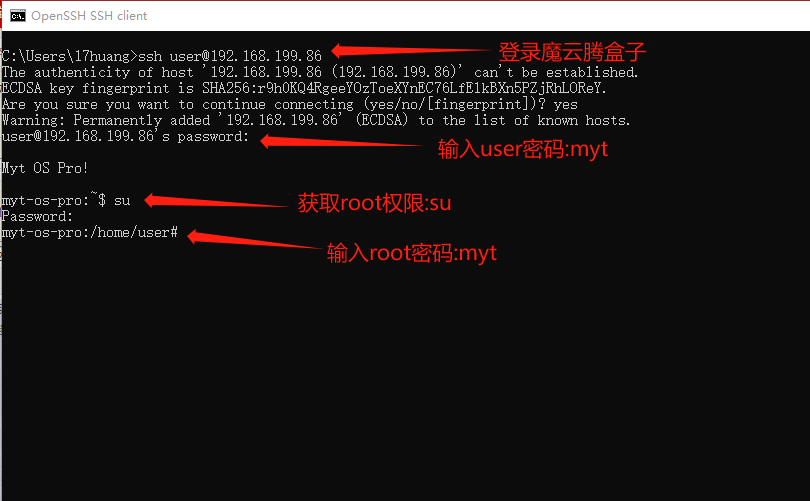 OpenSSH SSH client
C:\Users\17huang>ssh user@192.168.199.86
登录魔云腾盒子
The authenticity of host '192.168.199.86 (192.168.199.86)' can't be established.
ECDSA key fingerprint is SHA256:r9h0KQ4RgeeYOzToeXYnEC76LfE1kBXn5PZjRhLOReY.
Are you sure you want to continue connecting (yes/no/[fingerprint])? yes
Warning: Permanently added '192.168.199.86' (ECDSA) to the list of known hosts.
user@192.168.199.86's password:
输入user密码:myt
Myt OS Pro!
myt-os-pro:~$ su
获取root权限:su
Password:
myt-os-pro:/home/user#
输入root密码:myt